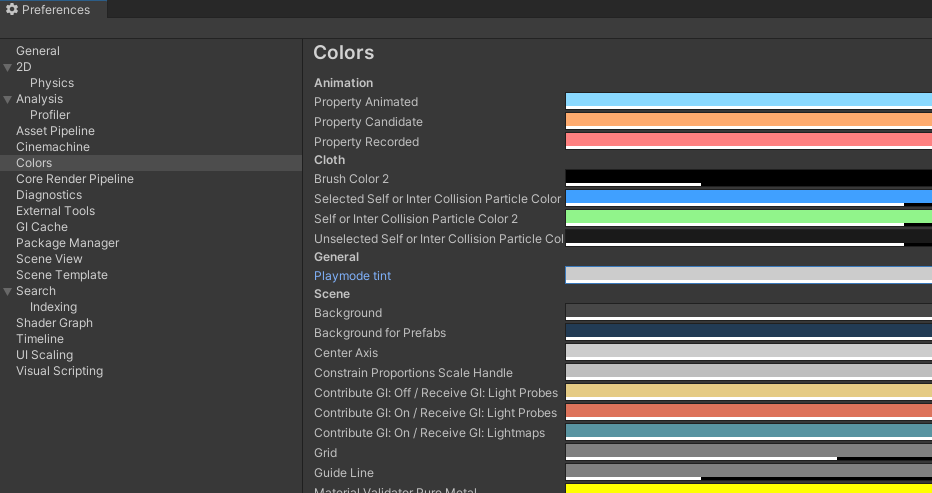 Preferences
General
2D
Physics
Analysis
Profiler
Asset Pipeline
Cinemachine
Colors
Core Render Pipeline
Diagnostics
External Tools
GI Cache
Package Manager
Scene View
Scene Template
Search
Indexing
Shader Graph
Timeline
UI Scaling
Visual Scripting
Colors
Animation
Property Animated
Property Candidate
Property Recorded
Cloth
Brush Color 2
Selected Self or Inter Collision Particle Color
Self or Inter Collision Particle Color 2
Unselected Self or Inter Collision Particle Col
General
Playmode tint
Scene
Background
Background for Prefabs
Center Axis
Constrain Proportions Scale Handle
Contribute GI: Off / Receive GI: Light Probes
Contribute GI: On / Receive GI: Light Probes
Contribute GI: On / Receive GI: Lightmaps
Grid
Guide Line
Material Validator Pure Metal